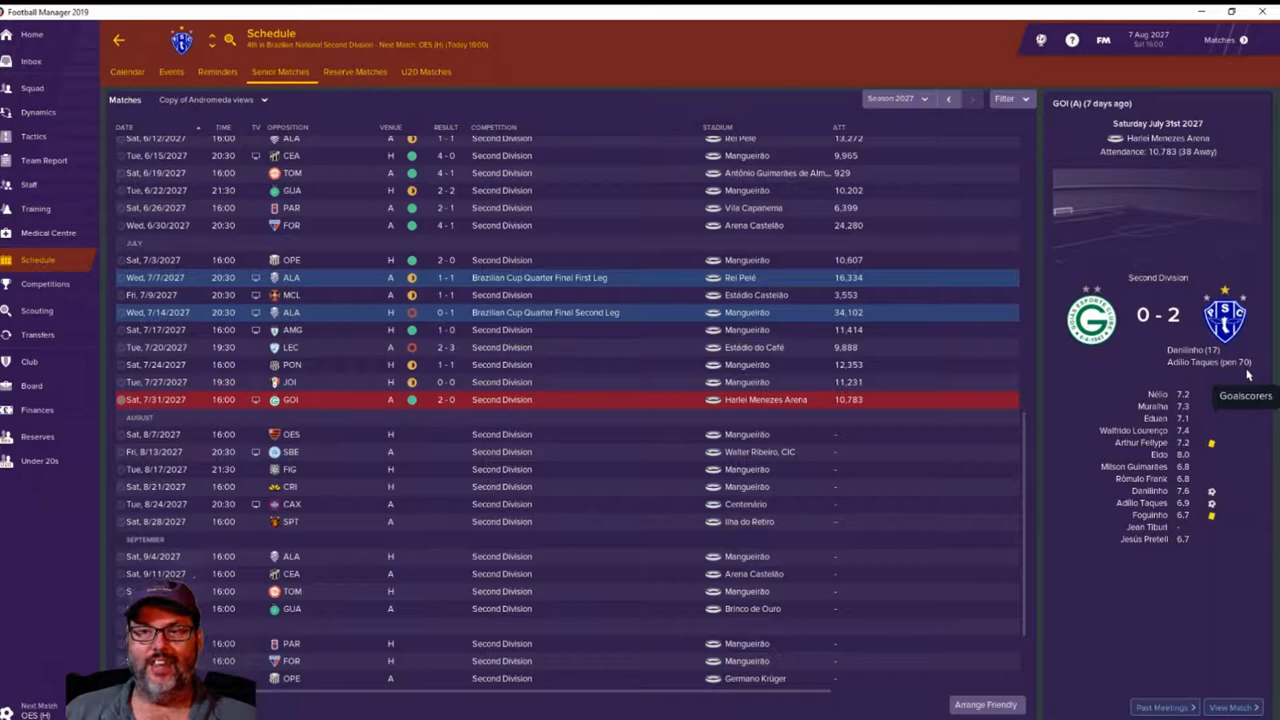 Football Manager 2019
Home
Inbox
Squad
Dynamics
Tactics
Team Report
Staff
Training
Medical Centre
Schedule
Competitions
Scouting
Transfers
Club
Board
Finances
Reserves
Under 20s
Next Match
OES (H)
Schedule
4th in Brazilian National Second Division - Next Match: OES (H) (Today 16:00)
? FM 7 Aug 2027
Sat 16:00
Matches
Calendar Events Reminders Senior Matches Reserve Matches U20 Matches
Matches Copy of Andromeda views Season 2027 Filter
DATE TIME TV OPPOSITION VENUE RESULT COMPETITION STADIUM ATT
Sat, 6/12/2027 16:00 ALA A 1 - 1 Second Division Rei Pelé 13,272
Tue, 6/15/2027 20:30 CEA H 4 - 0 Second Division Mangueirão 9,965
Sat, 6/19/2027 16:00 TOM A 4 - 1 Second Division Antônio Guimarães de Alm... 929
Tue, 6/22/2027 21:30 GUA H 2 - 2 Second Division Mangueirão 10,202
Sat, 6/26/2027 16:00 PAR A 2 - 1 Second Division Vila Capanema 6,399
Wed, 6/30/2027 20:30 FOR A 4 - 1 Second Division Arena Castelão 24,280
JULY
Sat, 7/3/2027 16:00 OPE H 2 - 0 Second Division Mangueirão 10,607
Wed, 7/7/2027 20:30 ALA A 1 - 1 Brazilian Cup Quarter Final First Leg Rei Pelé 16,334
Fri, 7/9/2027 20:30 MCL A 1 - 1 Second Division Estádio Castelão 3,553
Wed, 7/14/2027 20:30 ALA H 0 - 1 Brazilian Cup Quarter Final Second Leg Mangueirão 34,102
Sat, 7/17/2027 16:00 AMG H 1 - 0 Second Division Mangueirão 11,414
Tue, 7/20/2027 19:30 LEC A 2 - 3 Second Division Estádio do Café 9,888
Sat, 7/24/2027 16:00 PON H 1 - 1 Second Division Mangueirão 12,353
Tue, 7/27/2027 19:30 JOI H 0 - 0 Second Division Mangueirão 11,231
Sat, 7/31/2027 16:00 GOI A 2 - 0 Second Division Harlei Menezes Arena 10,783
AUGUST
Sat, 8/7/2027 16:00 OES H Second Division Mangueirão -
Fri, 8/13/2027 20:30 SBE A Second Division Walter Ribeiro, CIC -
Tue, 8/17/2027 21:30 FIG H Second Division Mangueirão -
Sat, 8/21/2027 16:00 CRI H Second Division Mangueirão -
Tue, 8/24/2027 20:30 CAX A Second Division Centenário -
Sat, 8/28/2027 16:00 SPT A Second Division Ilha do Retiro -
SEPTEMBER
Sat, 9/4/2027 16:00 ALA H Second Division Mangueirão -
Sat, 9/11/2027 16:00 CEA A Second Division Arena Castelão -
S 16:00 TOM H Second Division Mangueirão -
16:00 GUA A Second Division Brinco de Ouro -
16:00 PAR H Second Division Mangueirão -
16:00 FOR H Second Division Mangueirão -
16:00 OPE A Second Division Germano Krüger -
Arrange Friendly
GOI (A) (7 days ago)
Saturday July 31st 2027
Harlei Menezes Arena
Attendance: 10,783 (38 Away)
Second Division
GOIÁS ESPORTE CLUBE
0 - 2
PSC
Danilinho (17)
Adílio Taques (pen 70)
Goalscorers
Nélio 7.2
Muralha 7.3
Eduan 7.1
Walfrido Lourenço 7.4
Arthur Fellype 7.2
Eldo 8.0
Milson Guimarães 6.8
Rômulo Frank 6.8
Danilinho 7.6
Adílio Taques 6.9
Foguinho 6.7
Jean Tiburi -
Jesús Pretell 6.7
Past Meetings View Match